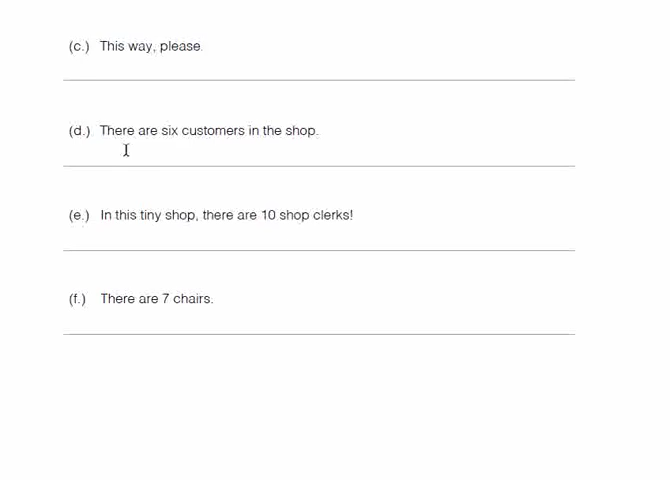 (c.) This way, please.
(d.) There are six customers in the shop.
(e.) In this tiny shop, there are 10 shop clerks!
(f.) There are 7 chairs.